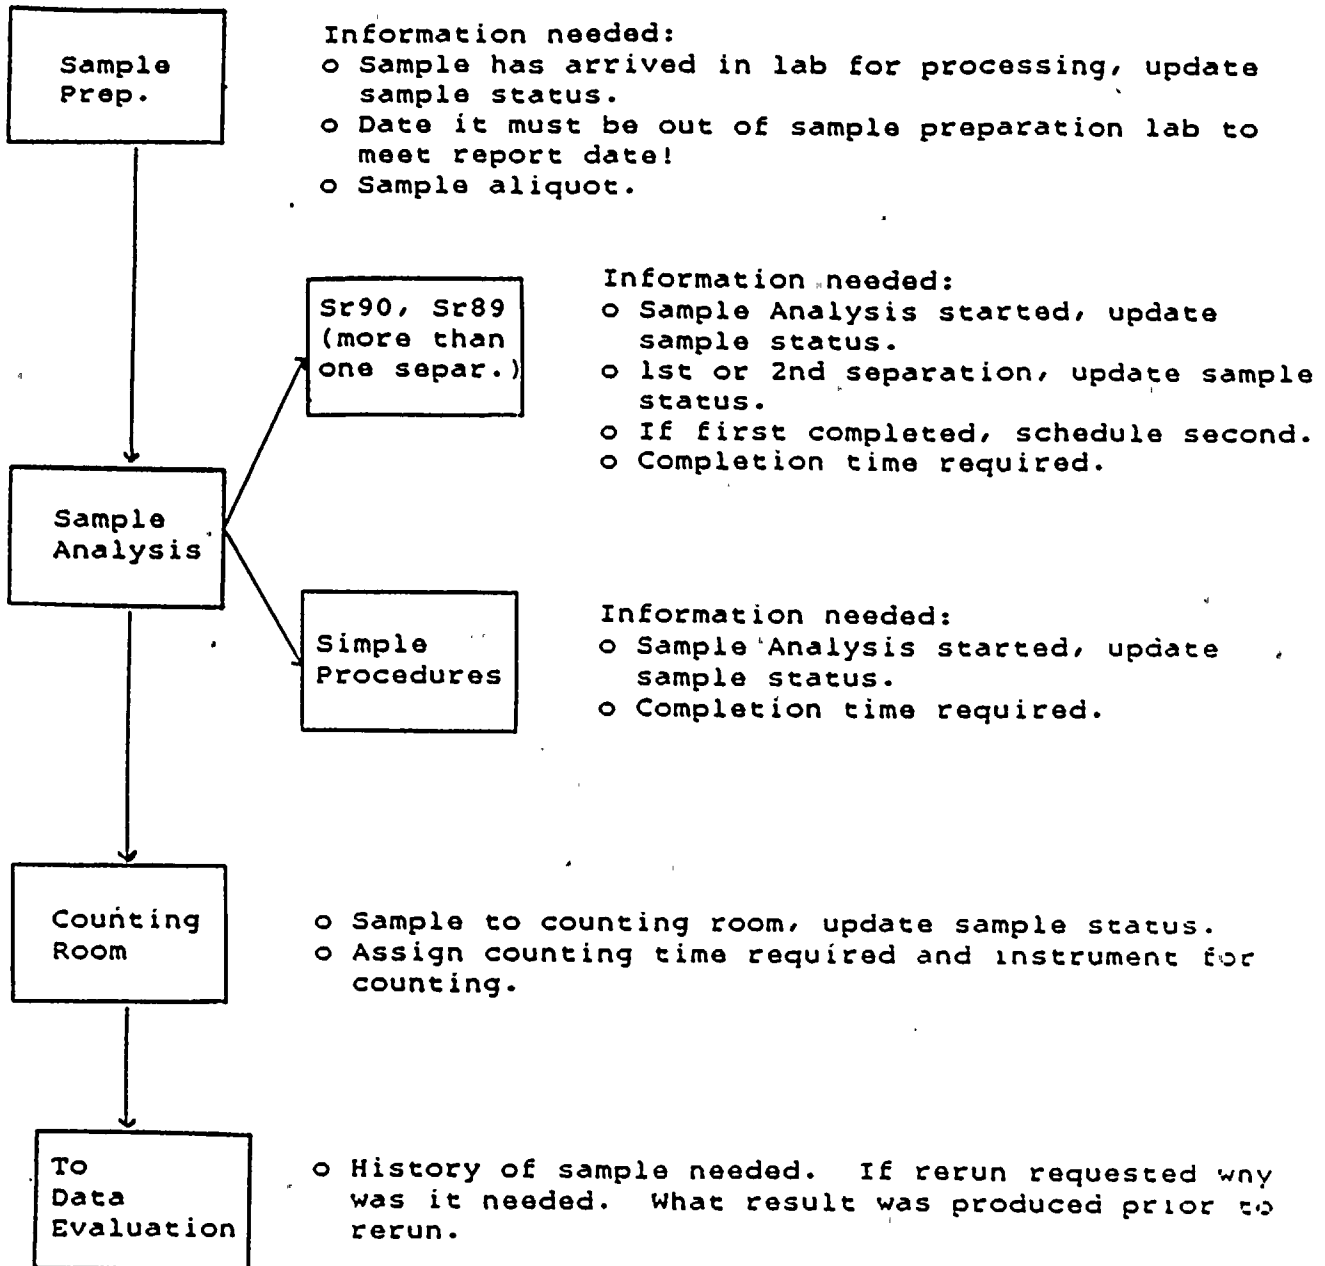 Sample
Prep.
Information needed:
o Sample has arrived in lab for processing, update
sample status.
o Date it must be out of sample preparation lab to
meet report date!
o Sample aliquot.
Sr90, Sr89
(more than
one separ.)
Information needed:
o Sample Analysis started, update
sample status.
o 1st or 2nd separation, update sample
status.
o If first completed, schedule second.
o Completion time required.
Sample
Analysis
Simple
Procedures
Information needed:
o Sample Analysis started, update
sample status.
o Completion time required.
Counting
Room
o Sample to counting room, update sample status.
o Assign counting time required and instrument for
counting.
To
Data
Evaluation
o History of sample needed. If rerun requested why
was it needed. What result was produced prior to
rerun.